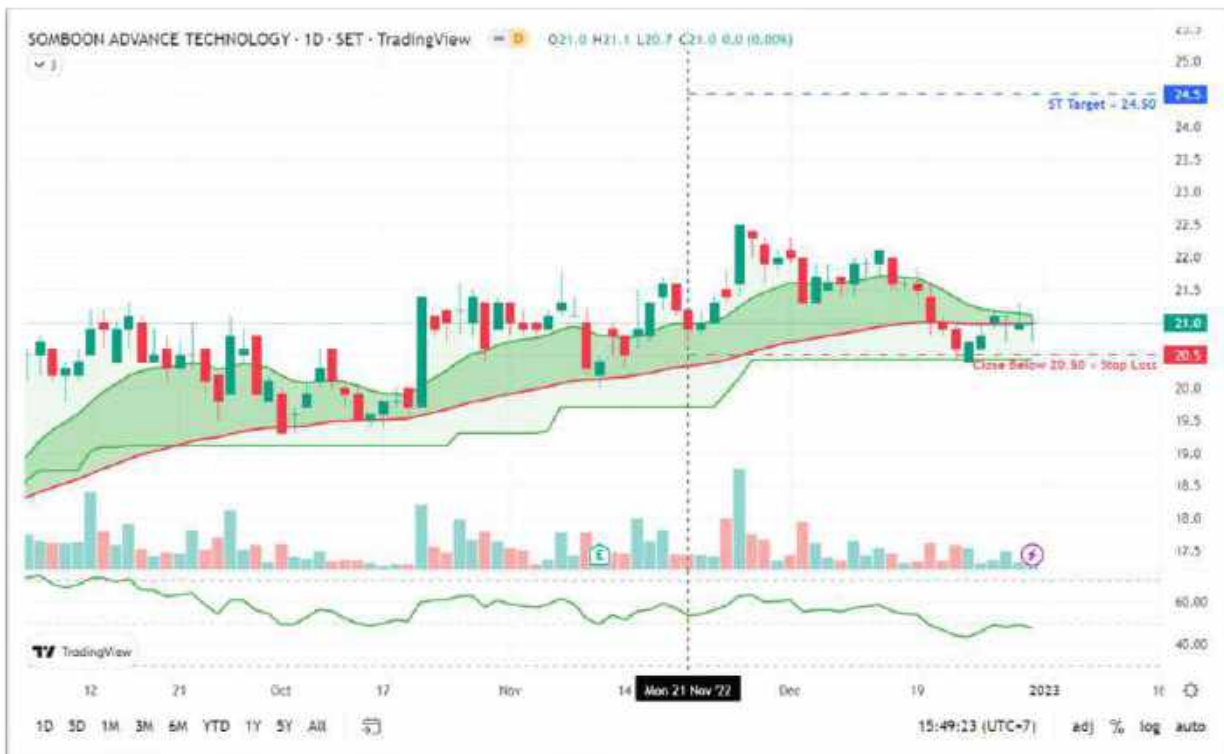 SOMBOON ADVANCE TECHNOLOGY · 1D · SET · TradingView D O21.0 H21.1 L20.7 C21.0 0.0 (0.00%)
3
25.0
24.5
ST Target - 24.50
24.0
23.5
23.0
22.5
22.0
21.5
21.0
20.5
Close Below 20.50 - Stop Loss
20.0
19.5
19.0
18.5
18.0
17.5
E
60.00
40.00
TradingView
12 21 Oct 17 Nov 14 Mon 21 Nov '22 Dec 19 2023 16
1D 5D 1M 3M 6M YTD 1Y 5Y All 15:49:23 (UTC+7) adj % log auto